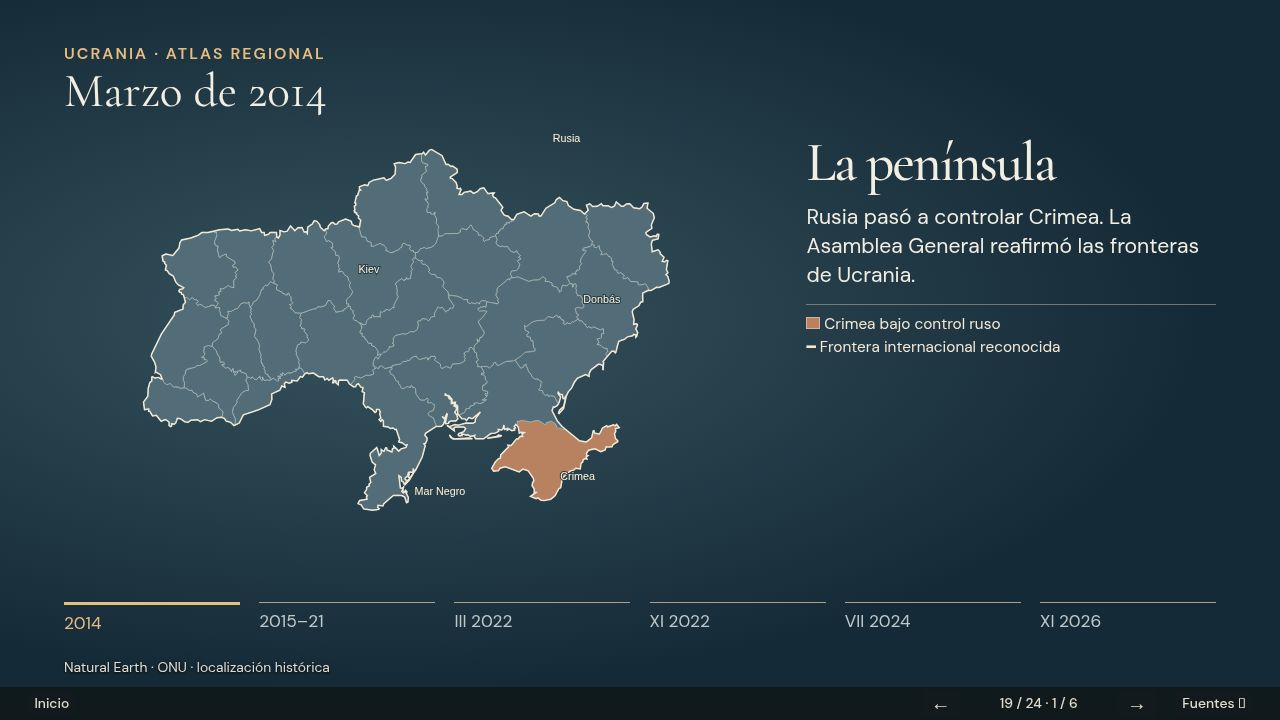 UCRANIA · ATLAS REGIONAL
Marzo de 2014
Rusia
Kiev
Donbás
Crimea
Mar Negro
La península
Rusia pasó a controlar Crimea. La
Asamblea General reafirmó las fronteras
de Ucrania.
Crimea bajo control ruso
Frontera internacional reconocida
2014
2015–21
III 2022
XI 2022
VII 2024
XI 2026
Natural Earth · ONU · localización histórica
Inicio
← 19 / 24 · 1 / 6 →
Fuentes